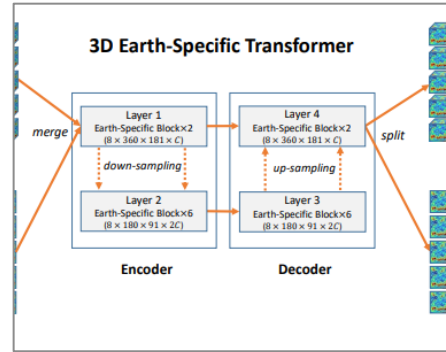 3D Earth-Specific Transformer
merge
Layer 1
Earth-Specific Block×2
(8 × 360 × 181 × C)
down-sampling
Layer 2
Earth-Specific Block×6
(8 × 180 × 91 × 2C)
Encoder
Layer 4
Earth-Specific Block×2
(8 × 360 × 181 × C)
up-sampling
Layer 3
Earth-Specific Block×6
(8 × 180 × 91 × 2C)
Decoder
split